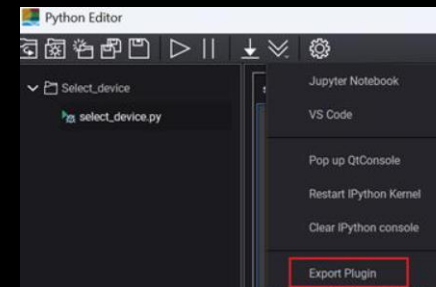 Python Editor
Select_device
select_device.py
s
Jupyter Notebook
VS Code
Pop up QtConsole
Restart IPython Kernel
Clear IPython console
Export Plugin